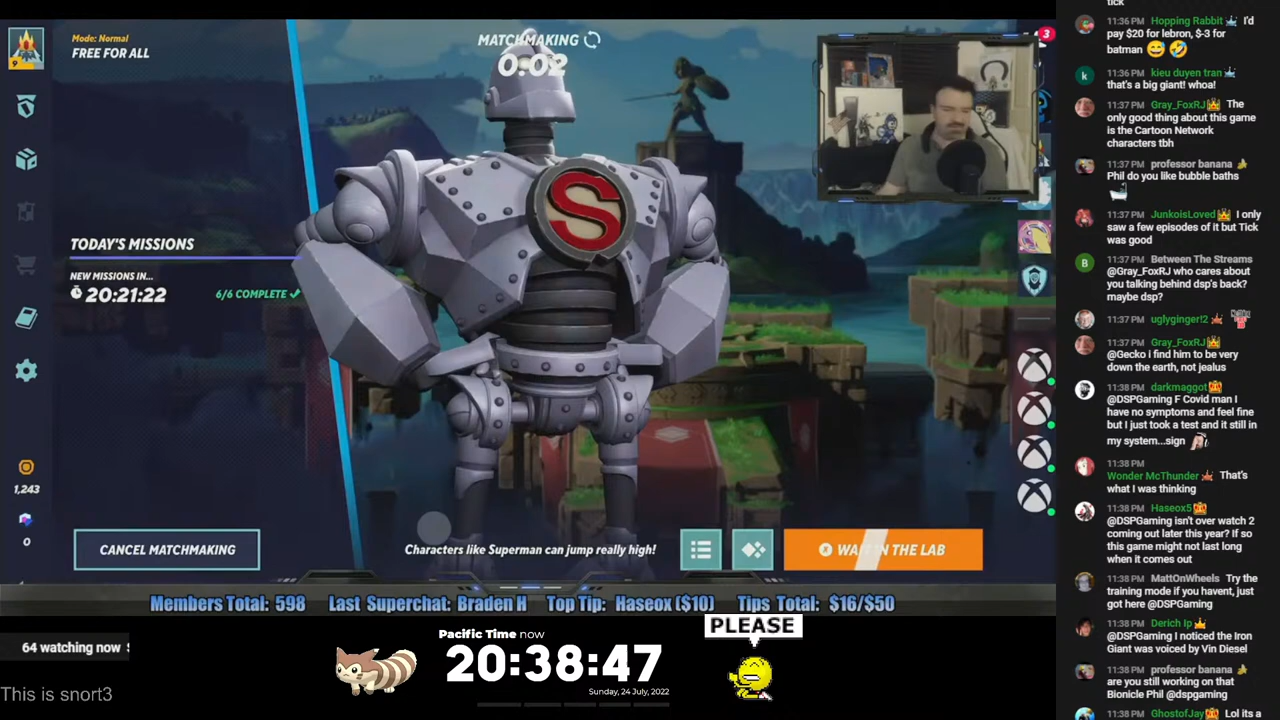 Mode: Normal
FREE FOR ALL
9
MATCHMAKING
0:02
S
3
TODAY'S MISSIONS
NEW MISSIONS IN...
20:21:22
6/6 COMPLETE
1,243
0
CANCEL MATCHMAKING
Characters like Superman can jump really high!
WAIT IN THE LAB
Members Total: 598 Last Superchat: Braden H Top Tip: Haseox ($10) Tips Total: $16/$50
64 watching now
This is snort3
Pacific Time now
20:38:47
Sunday, 24 July, 2022
PLEASE
tick
11:36 PM Hopping Rabbit I'd
pay $20 for lebron, $-3 for
batman
11:36 PM kieu duyen tran
that's a big giant! whoa!
11:37 PM Gray_FoxRJ The
only good thing about this game
is the Cartoon Network
characters tbh
11:37 PM professor banana
Phil do you like bubble baths
11:37 PM JunkoisLoved I only
saw a few episodes of it but Tick
was good
11:37 PM Between The Streams
@Gray_FoxRJ who cares about
you talking behind dsp's back?
maybe dsp?
11:37 PM uglyginger!2
11:37 PM Gray_FoxRJ
@Gecko i find him to be very
down the earth, not jealus
11:38 PM darkmaggot
@DSPGaming F Covid man I
have no symptoms and feel fine
but I just took a test and it still in
my system...sign
11:38 PM
Wonder McThunder That's
what I was thinking
11:38 PM Haseox5
@DSPGaming isn't over watch 2
coming out later this year? If so
this game might not last long
when it comes out
11:38 PM MattOnWheels Try the
training mode if you havent, just
got here @DSPGaming
11:38 PM Derich Ip
@DSPGaming I noticed the Iron
Giant was voiced by Vin Diesel
11:38 PM professor banana
are you still working on that
Bionicle Phil @dspgaming
11:38 PM GhostofJay Lol its a